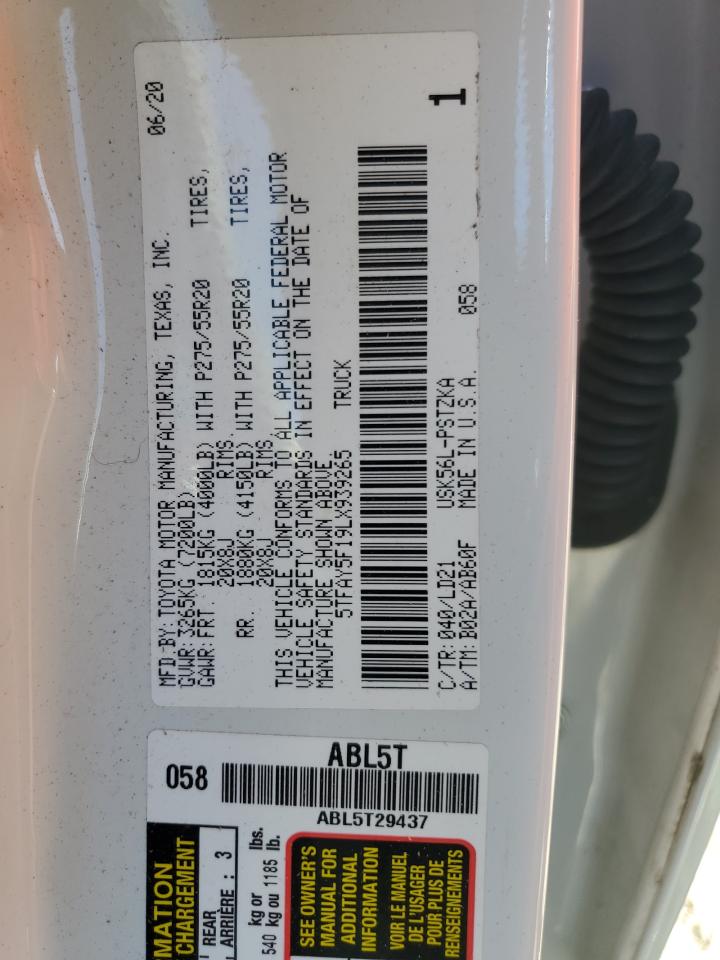 MFD-BY: TOYOTA MOTOR MANUFACTURING, TEXAS, INC. 06/20
GVWR: 3265KG (7200LB)
GAWR: FRT. 1815KG (4000LB) WITH P275/55R20 TIRES,
20X8J RIMS
RR. 1880KG (4150LB) WITH P275/55R20 TIRES,
20X8J RIMS
THIS VEHICLE CONFORMS TO ALL APPLICABLE FEDERAL MOTOR
VEHICLE SAFETY STANDARDS IN EFFECT ON THE DATE OF
MANUFACTURE SHOWN ABOVE
5TFAY5F19LX939265 TRUCK
C/TR: 040/LD21 USK56L-PSTZKA 058
A/TM: B02A/AB60F MADE IN U.S.A.
1
058
ABL5T
ABL5T29437
MATION
CHARGEMENT
REAR
ARRIÈRE : 3
kg or lbs.
540 kg ou 1185 lb.
SEE OWNER'S
MANUAL FOR
ADDITIONAL
INFORMATION
VOIR LE MANUEL
DE L'USAGER
POUR PLUS DE
RENSEIGNEMENTS